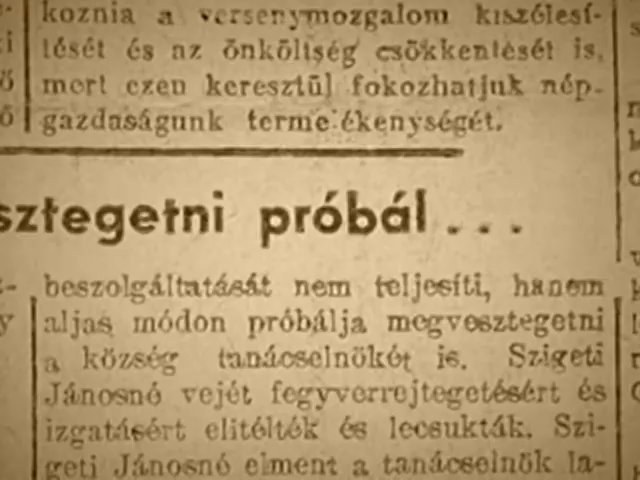 koznia a versenymozgalom kiszélesí-
tését és az önköltség csökkentését is,
mert ezen keresztül fokozhatjuk nép-
gazdaságunk termelékenységét.
sztegetni próbál...
beszolgáltatását nem teljesíti, hanem
aljas módon próbálja megvesztegetni
a község tanácselnökét is. Szigeti
Jánosné vejét fegyverrejtegetésért és
izgatásért elítélték és lecsukták. Szi-
geti Jánosné elment a tanácselnök la-